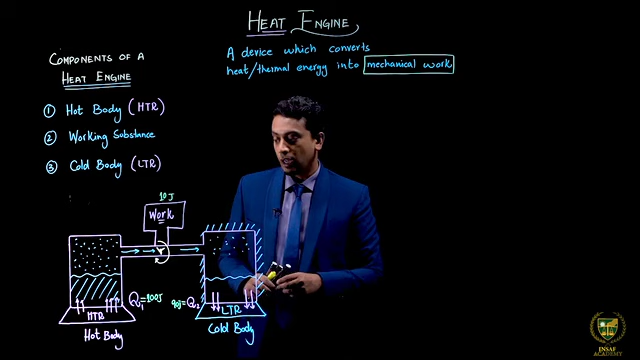 HEAT ENGINE
A device which converts
heat/thermal energy into mechanical work
COMPONENTS OF A
HEAT ENGINE
① Hot Body (HTR)
② Working Substance
③ Cold Body (LTR)
10J
Work
Q₁=100J
90J=Q₂
HTR
LTR
Hot Body
Cold Body
ENSAF
ACADEMY